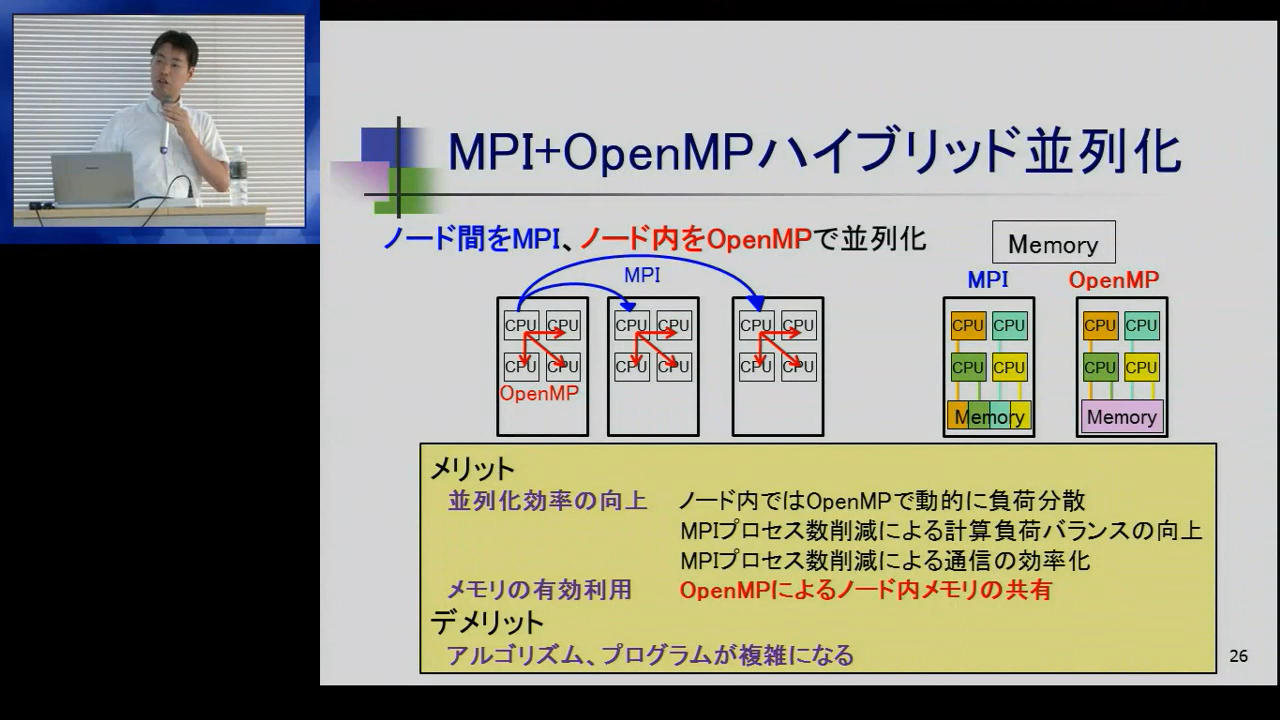 MPI+OpenMPハイブリッド並列化
ノード間をMPI、ノード内をOpenMPで並列化
MPI
CPU CPU
CPU CPU
OpenMP
CPU CPU
CPU CPU
CPU CPU
CPU CPU
Memory
MPI
OpenMP
CPU CPU
CPU CPU
Memory
CPU CPU
CPU CPU
Memory
メリット
並列化効率の向上 ノード内ではOpenMPで動的に負荷分散
MPIプロセス数削減による計算負荷バランスの向上
MPIプロセス数削減による通信の効率化
メモリの有効利用 OpenMPによるノード内メモリの共有
デメリット
アルゴリズム、プログラムが複雑になる
26